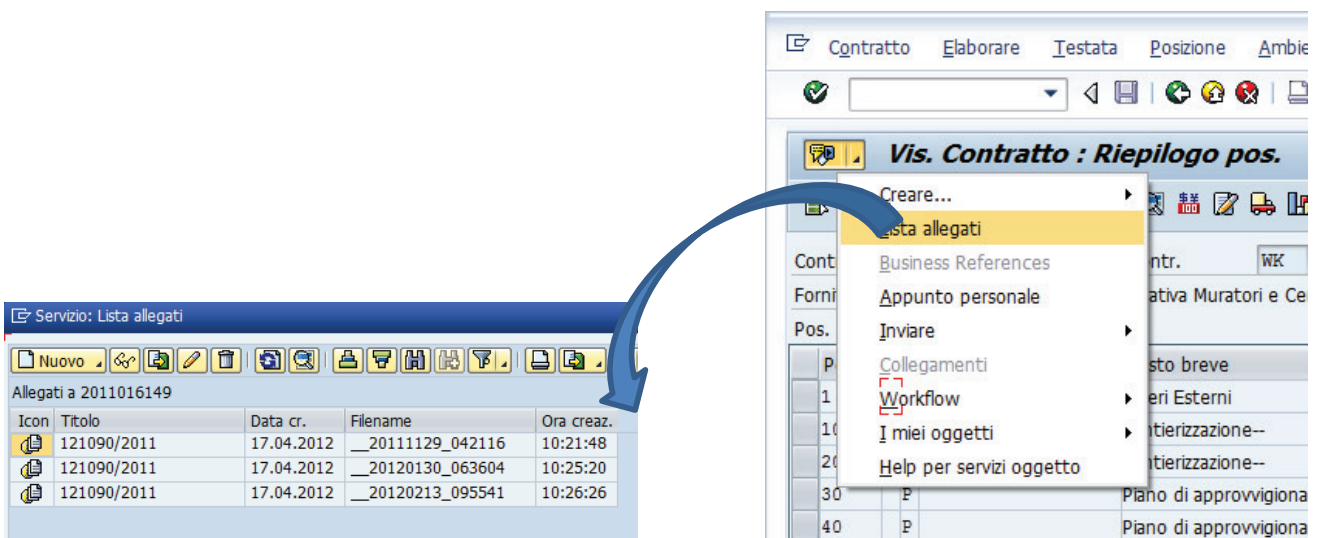 Servizio: Lista allegati
Nuovo
Allegati a 2011016149
Icon Titolo Data cr. Filename Ora creaz.
121090/2011 17.04.2012 __20111129_042116 10:21:48
121090/2011 17.04.2012 __20120130_063604 10:25:20
121090/2011 17.04.2012 __20120213_095541 10:26:26
Contratto Elaborare Testata Posizione Ambie
Vis. Contratto : Riepilogo pos.
Creare...
Lista allegati
Business References
Appunto personale
Inviare
Collegamenti
Workflow
I miei oggetti
Help per servizi oggetto
Cont ntr. WK
Forni ativa Muratori e Ce
Pos.
P sto breve
1 eri Esterni
10 ntierizzazione--
20 ntierizzazione--
30 P Piano di approvvigiona
40 P Piano di approvvigiona